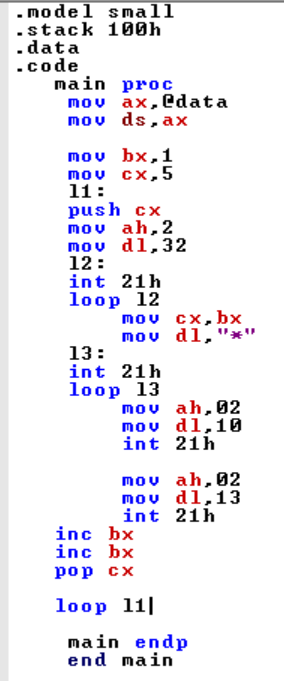 .model small
.stack 100h
.data
.code
main proc
mov ax,@data
mov ds,ax
mov bx,1
mov cx,5
l1:
push cx
mov ah,2
mov dl,32
l2:
int 21h
loop l2
mov cx,bx
mov dl,"*"
l3:
int 21h
loop l3
mov ah,02
mov dl,10
int 21h
mov ah,02
mov dl,13
int 21h
inc bx
inc bx
pop cx
loop l1
main endp
end main